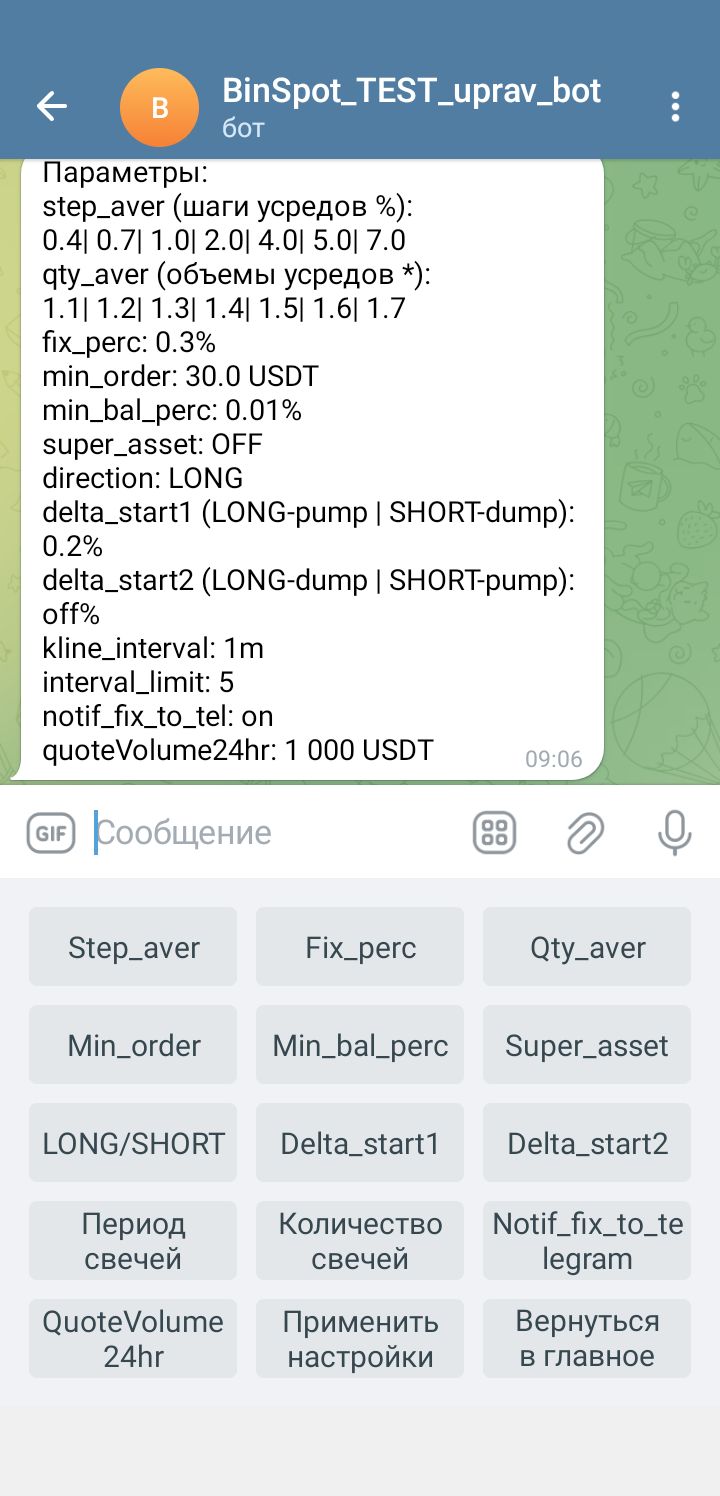 B
BinSpot_TEST_uprav_bot
бот
Параметры:
step_aver (шаги усредов %):
0.4| 0.7| 1.0| 2.0| 4.0| 5.0| 7.0
qty_aver (объемы усредов *):
1.1| 1.2| 1.3| 1.4| 1.5| 1.6| 1.7
fix_perc: 0.3%
min_order: 30.0 USDT
min_bal_perc: 0.01%
super_asset: OFF
direction: LONG
delta_start1 (LONG-pump | SHORT-dump):
0.2%
delta_start2 (LONG-dump | SHORT-pump):
off%
kline_interval: 1m
interval_limit: 5
notif_fix_to_tel: on
quoteVolume24hr: 1 000 USDT
09:06
GIF
Сообщение
Step_aver
Fix_perc
Qty_aver
Min_order
Min_bal_perc
Super_asset
LONG/SHORT
Delta_start1
Delta_start2
Период
свечей
Количество
свечей
Notif_fix_to_te
legram
QuoteVolume
24hr
Применить
настройки
Вернуться
в главное